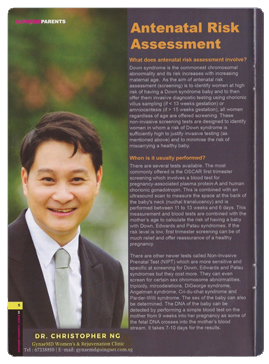 PARENTS
Antenatal Risk
Assessment
What does antenatal risk assessment involve?
Down syndrome is the commonest chromosomal
abnormality and its risk increases with increasing
maternal age. As the aim of antenatal risk
assessment (screening) is to identify women at high
risk of having a Down syndrome baby and to then
offer them invasive diagnostic testing using chorionic
villus sampling (if < 13 weeks gestation) or
amniocentesis (if > 15 weeks gestation), all women
regardless of age are offered screening. These
non-invasive screening tests are designed to identify
women in whom a risk of Down syndrome is
sufficiently high to justify invasive testing (as
mentioned above) and to minimise the risk of
miscarrying a healthy baby.
When is it usually performed?
There are several tests available. The most
commonly offered is the OSCAR first trimester
screening which involves a blood test for
pregnancy-associated plasma protein-A and human
chorionic gonadotropin. This is combined with an
ultrasound scan to measure the space at the back of
the baby's neck (nuchal translucency) and is
performed between 11 to 13 weeks and 6 days. This
measurement and blood tests are combined with the
mother's age to calculate the risk of having a baby
with Down, Edwards and Patau syndromes. If the
risk level is low, first trimester screening can be of
much relief and offer reassurance of a healthy
pregnancy.
There are other newer tests called Non-Invasive
Prenatal Test (NIPT) which are more sensitive and
specific at screening for Down, Edwards and Patau
syndromes but cost more. They can even
screen for certain sex chromosome abnormalities,
triploidy, microdeletions, DiGeorge syndrome,
Angelman syndrome, Cri-du-chat syndrome and
Prader-Willi syndrome. The sex of the baby can also
be determined. The DNA of the baby can be
detected by performing a simple blood test on the
mother from 9 weeks into her pregnancy as some of
the fetal DNA crosses into the mother's blood
stream. It takes 7-10 days for the results.
DR. CHRISTOPHER NG
GynaeMD Women's & Rejuvenation Clinic